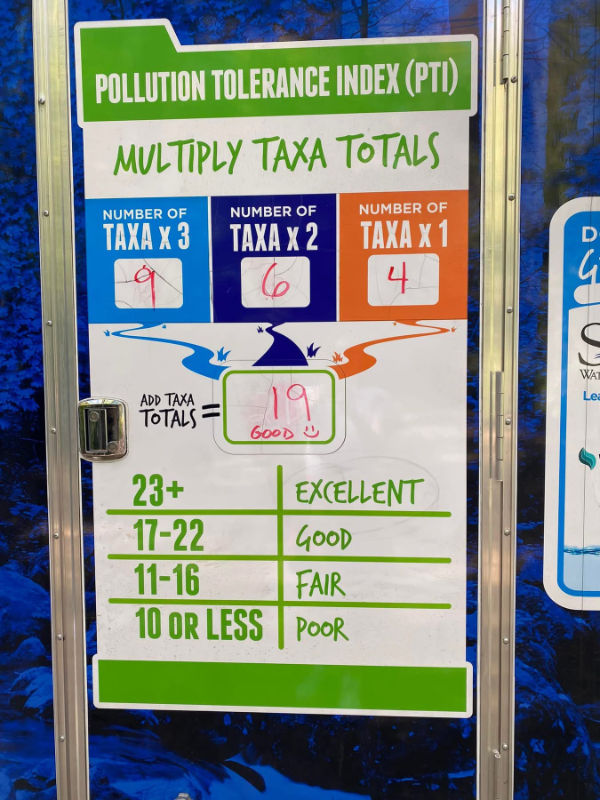 POLLUTION TOLERANCE INDEX (PTI)
MULTIPLY TAXA TOTALS
NUMBER OF
TAXA x 3
9
NUMBER OF
TAXA x 2
6
NUMBER OF
TAXA x 1
4
ADD TAXA
TOTALS =
19
GOOD
23+ EXCELLENT
17-22 GOOD
11-16 FAIR
10 OR LESS POOR